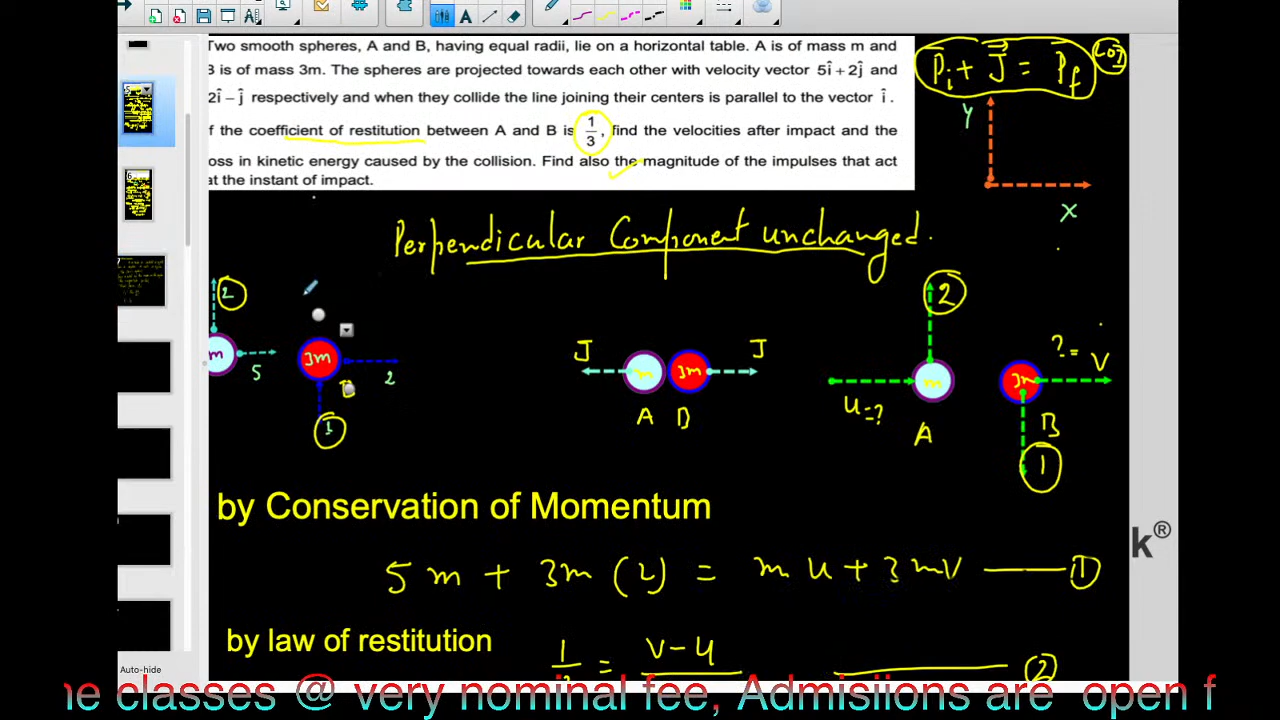 Two smooth spheres, A and B, having equal radii, lie on a horizontal table. A is of mass m and
B is of mass 3m. The spheres are projected towards each other with velocity vector 5î + 2ĵ and
2î − ĵ respectively and when they collide the line joining their centers is parallel to the vector î.
f the coefficient of restitution between A and B is 1/3, find the velocities after impact and the
oss in kinetic energy caused by the collision. Find also the magnitude of the impulses that act
at the instant of impact.
P⃗i + J⃗ = P⃗f
Y
X
Perpendicular Component unchanged.
2
m
5
3m
2
1
J
J
m
3m
A B
2
m
u=?
A
3m
?=V
B
1
by Conservation of Momentum
5m + 3m(2) = mu + 3mV —— ①
by law of restitution
1 = V−u —— ②
k®
Auto-hide
ne classes @ very nominal fee, Admisiions are open f